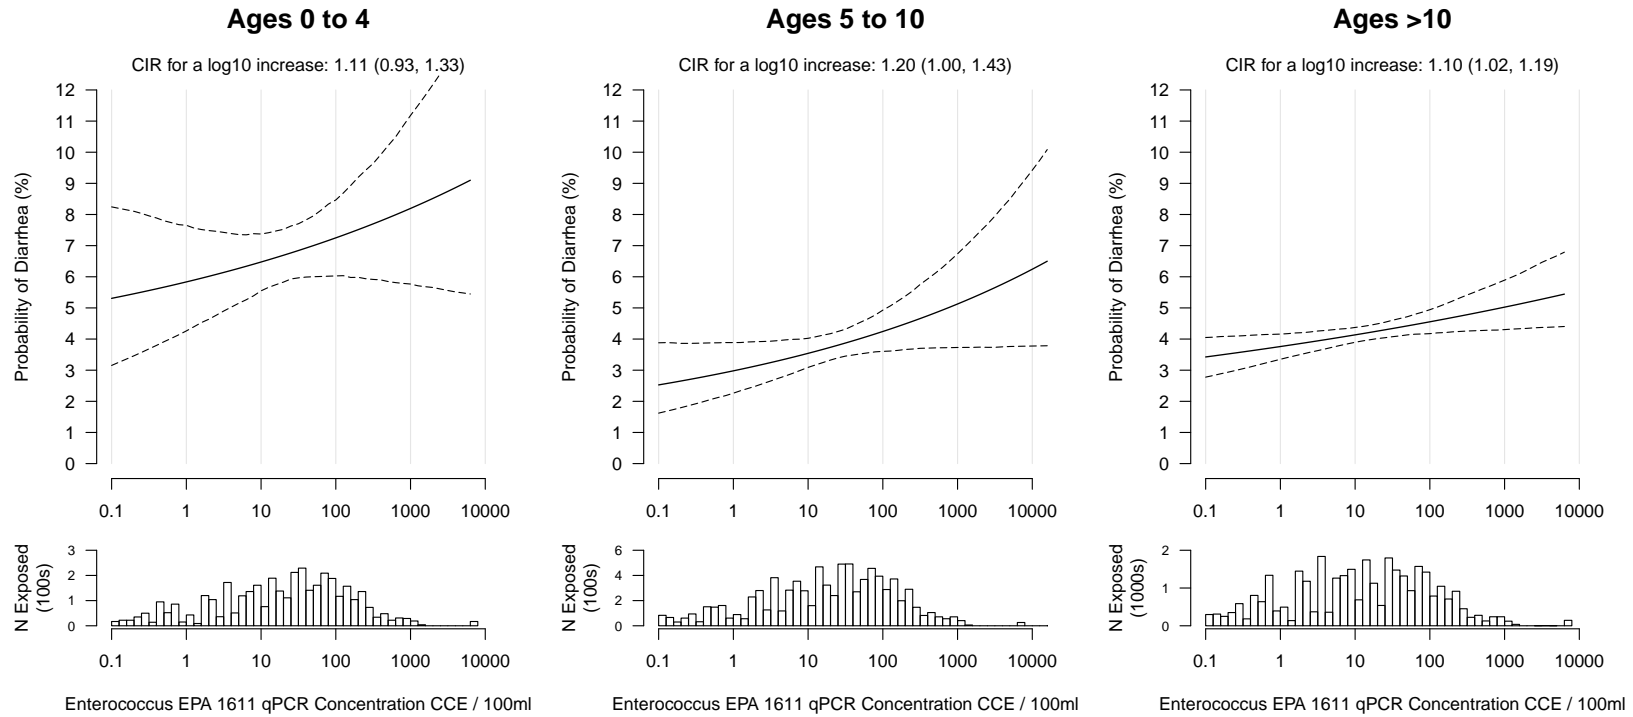 Ages 0 to 4
CIR for a log10 increase: 1.11 (0.93, 1.33)
Probability of Diarrhea (%)
12
11
10
9
8
7
6
5
4
3
2
1
0
0.1 1 10 100 1000 10000
N Exposed
(100s)
3
2
1
0
0.1 1 10 100 1000 10000
Enterococcus EPA 1611 qPCR Concentration CCE / 100ml
Ages 5 to 10
CIR for a log10 increase: 1.20 (1.00, 1.43)
Probability of Diarrhea (%)
12
11
10
9
8
7
6
5
4
3
2
1
0
0.1 1 10 100 1000 10000
N Exposed
(100s)
6
4
2
0
0.1 1 10 100 1000 10000
Enterococcus EPA 1611 qPCR Concentration CCE / 100ml
Ages >10
CIR for a log10 increase: 1.10 (1.02, 1.19)
Probability of Diarrhea (%)
12
11
10
9
8
7
6
5
4
3
2
1
0
0.1 1 10 100 1000 10000
N Exposed
(1000s)
2
1
0
0.1 1 10 100 1000 10000
Enterococcus EPA 1611 qPCR Concentration CCE / 100ml